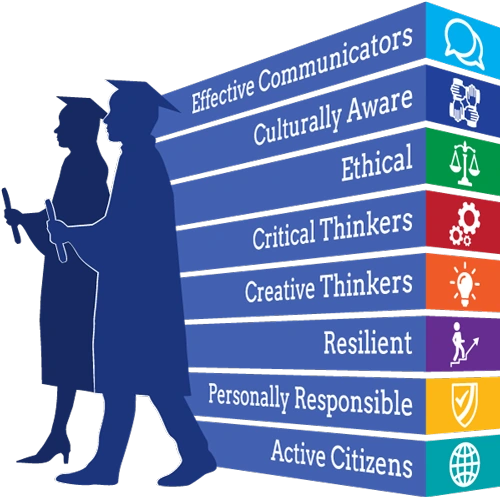 Effective Communicators
Culturally Aware
Ethical
Critical Thinkers
Creative Thinkers
Resilient
Personally Responsible
Active Citizens